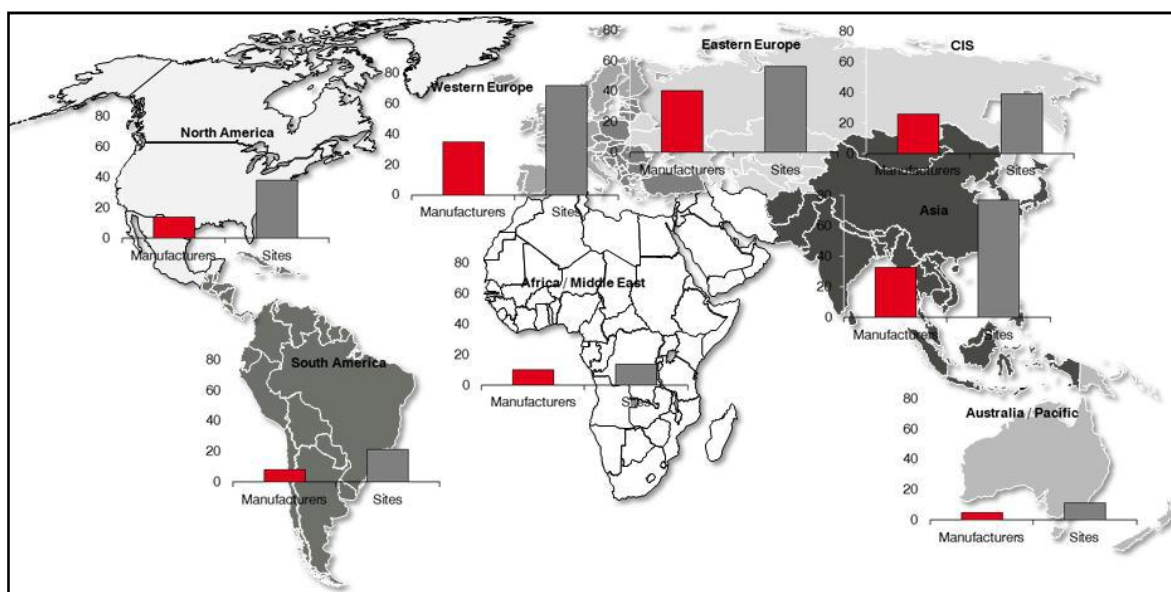 North America
80
60
40
20
0
Manufacturers
Sites
Western Europe
80
60
40
20
0
Manufacturers
Sites
Eastern Europe
80
60
40
20
0
Manufacturers
Sites
CIS
80
60
40
20
0
Manufacturers
Sites
Asia
80
60
40
20
0
Manufacturers
Sites
Africa / Middle East
80
60
40
20
0
Manufacturers
Sites
South America
80
60
40
20
0
Manufacturers
Sites
Australia / Pacific
80
60
40
20
0
Manufacturers
Sites